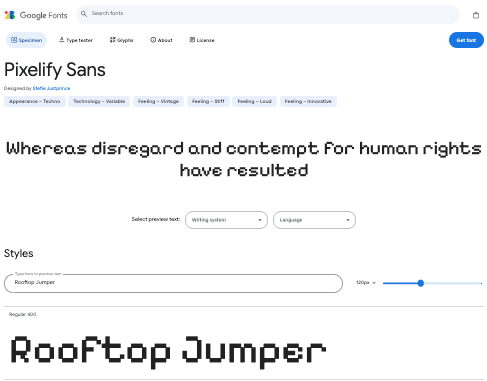 Google Fonts
Search fonts
Specimen
Type tester
Glyphs
About
License
Get font
Pixelify Sans
Designed by Stefie Justprince
Appearance – Techno
Technology – Variable
Feeling – Vintage
Feeling – Stiff
Feeling – Loud
Feeling – Innovative
Whereas disregard and contempt for human rights
have resulted
Select preview text:
Writing system
Language
Styles
Type here to preview text
Rooftop Jumper
120px
Regular 400
Rooftop Jumper